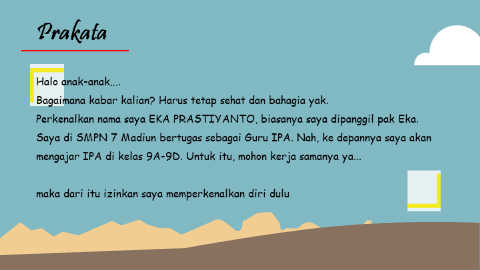 Prakata
Halo anak-anak,...
Bagaimana kabar kalian? Harus tetap sehat dan bahagia yak.
Perkenalkan nama saya EKA PRASTIYANTO, biasanya saya dipanggil pak Eka.
Saya di SMPN 7 Madiun bertugas sebagai Guru IPA. Nah, ke depannya saya akan
mengajar IPA di kelas 9A-9D. Untuk itu, mohon kerja samanya ya...
maka dari itu izinkan saya memperkenalkan diri dulu